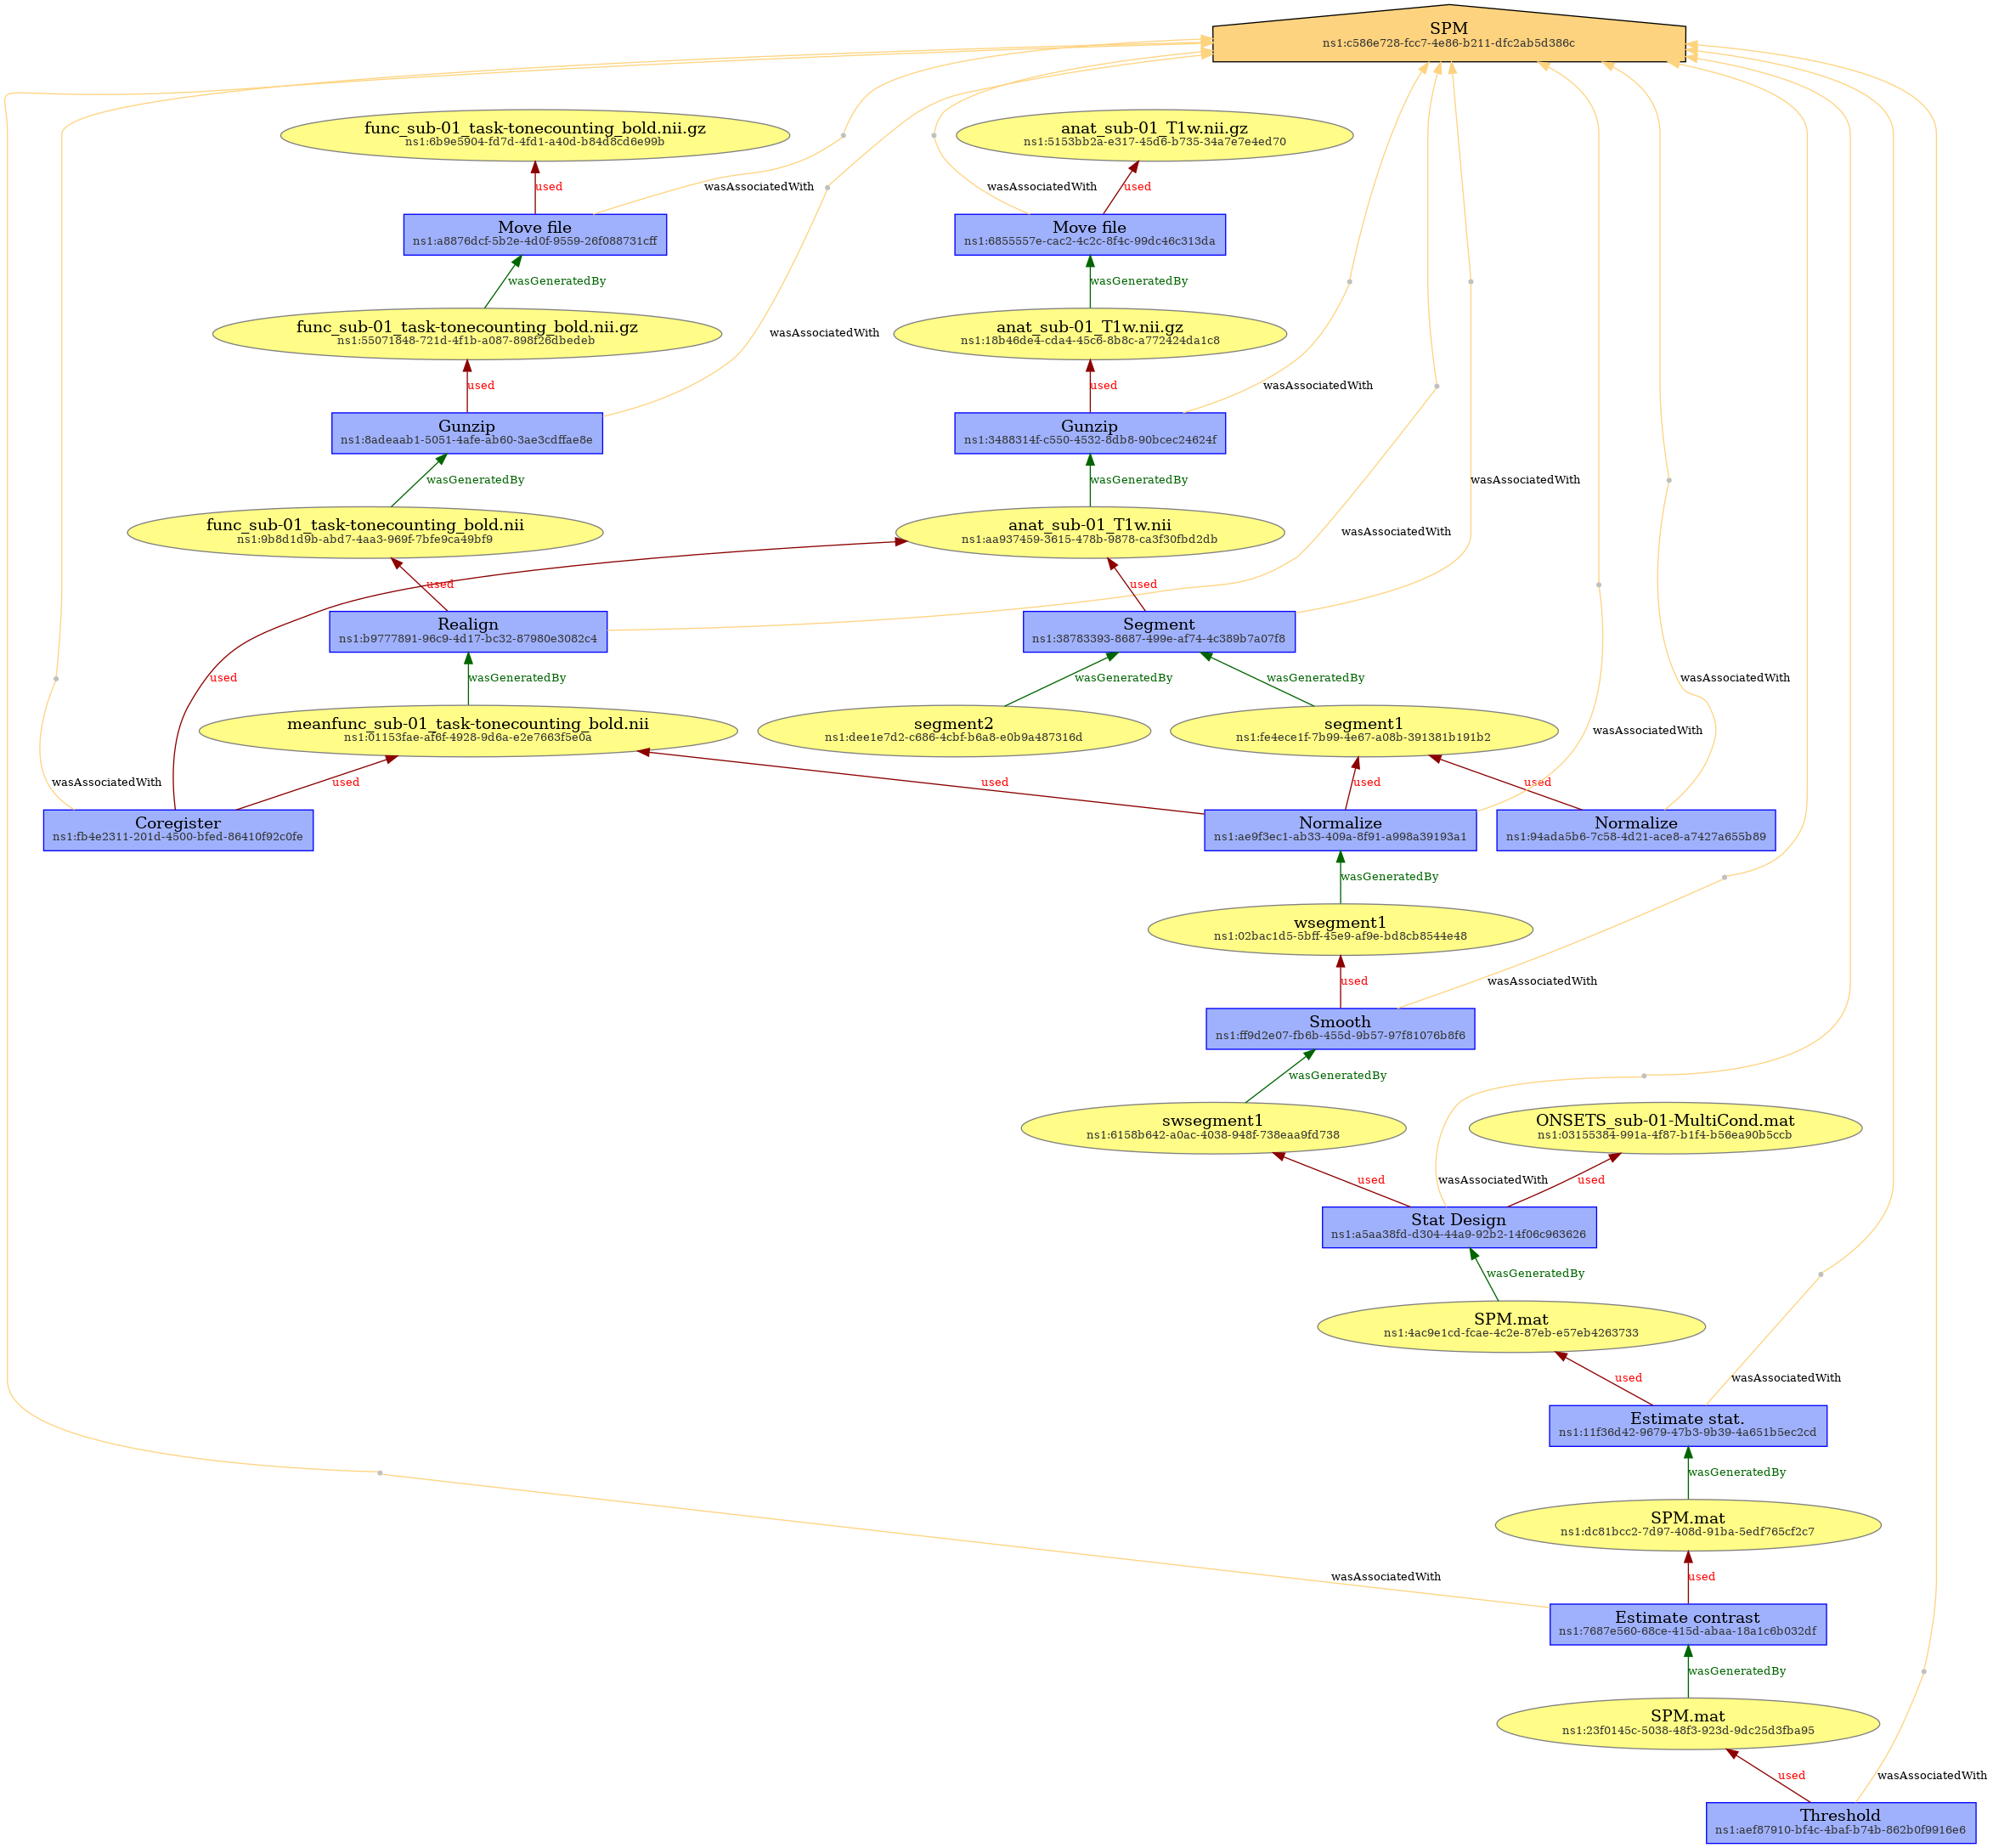 SPM
ns1:c586e728-fcc7-4e86-b211-dfc2ab5d386c
func_sub-01_task-tonecounting_bold.nii.gz
ns1:6b9e5904-fd7d-4fd1-a40d-b84d8cd6e99b
anat_sub-01_T1w.nii.gz
ns1:5153bb2a-e317-45d6-b735-34a7e7e4ed70
used
wasAssociatedWith
wasAssociatedWith
used
Move file
ns1:a8876dcf-5b2e-4d0f-9559-26f088731cff
Move file
ns1:6855557e-cac2-4c2c-8f4c-99dc46c313da
wasGeneratedBy
wasGeneratedBy
func_sub-01_task-tonecounting_bold.nii.gz
ns1:55071848-721d-4f1b-a087-898f26dbedeb
wasAssociatedWith
anat_sub-01_T1w.nii.gz
ns1:18b46de4-cda4-45c6-8b8c-a772424da1c8
used
used
wasAssociatedWith
Gunzip
ns1:8adeaab1-5051-4afe-ab60-3ae3cdffae8e
Gunzip
ns1:3488314f-c550-4532-8db8-90bcec24624f
wasGeneratedBy
wasGeneratedBy
wasAssociatedWith
func_sub-01_task-tonecounting_bold.nii
ns1:9b8d1d9b-abd7-4aa3-969f-7bfe9ca49bf9
anat_sub-01_T1w.nii
ns1:aa937459-3615-478b-9878-ca3f30fbd2db
wasAssociatedWith
used
used
Realign
ns1:b9777891-96c9-4d17-bc32-87980e3082c4
Segment
ns1:38783393-8687-499e-af74-4c389b7a07f8
used
wasGeneratedBy
wasGeneratedBy
wasGeneratedBy
wasAssociatedWith
meanfunc_sub-01_task-tonecounting_bold.nii
ns1:01153fae-af6f-4928-9d6a-e2e7663f5e0a
segment2
ns1:dee1e7d2-c686-4cbf-b6a8-e0b9a487316d
segment1
ns1:fe4ece1f-7b99-4e67-a08b-391381b191b2
wasAssociatedWith
wasAssociatedWith
used
used
used
used
Coregister
ns1:fb4e2311-201d-4500-bfed-86410f92c0fe
Normalize
ns1:ae9f3ec1-ab33-409a-8f91-a998a39193a1
Normalize
ns1:94ada5b6-7c58-4d21-ace8-a7427a655b89
wasGeneratedBy
wsegment1
ns1:02bac1d5-5bff-45e9-af9e-bd8cb8544e48
used
wasAssociatedWith
Smooth
ns1:ff9d2e07-fb6b-455d-9b57-97f81076b8f6
wasGeneratedBy
swsegment1
ns1:6158b642-a0ac-4038-948f-738eaa9fd738
ONSETS_sub-01-MultiCond.mat
ns1:03155384-991a-4f87-b1f4-b56ea90b5ccb
used
wasAssociatedWith
used
Stat Design
ns1:a5aa38fd-d304-44a9-92b2-14f06c963626
wasGeneratedBy
SPM.mat
ns1:4ac9e1cd-fcae-4c2e-87eb-e57eb4263733
used
wasAssociatedWith
Estimate stat.
ns1:11f36d42-9679-47b3-9b39-4a651b5ec2cd
wasGeneratedBy
SPM.mat
ns1:dc81bcc2-7d97-408d-91ba-5edf765cf2c7
wasAssociatedWith
used
Estimate contrast
ns1:7687e560-68ce-415d-abaa-18a1c6b032df
wasGeneratedBy
SPM.mat
ns1:23f0145c-5038-48f3-923d-9dc25d3fba95
used
wasAssociatedWith
Threshold
ns1:aef87910-bf4c-4baf-b74b-862b0f9916e6